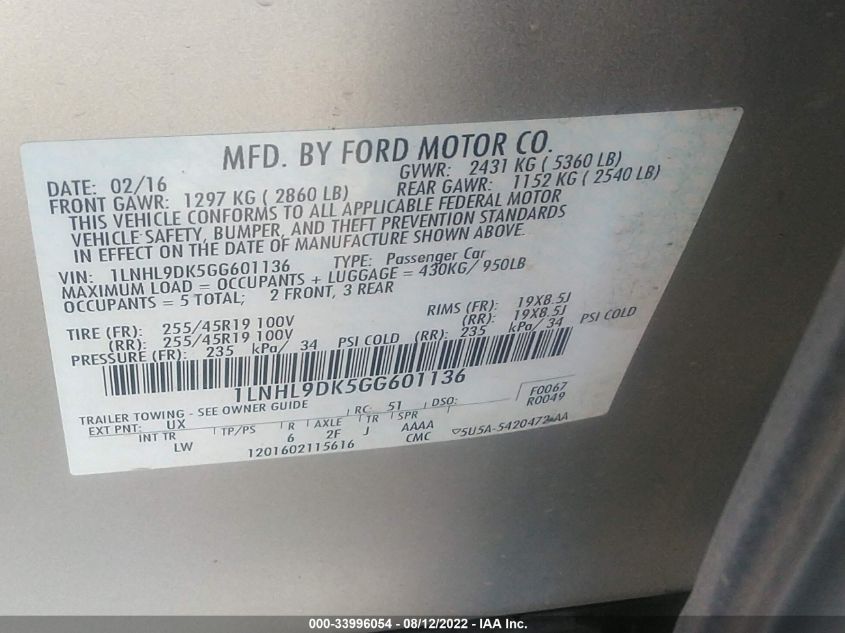 MFD. BY FORD MOTOR CO.
DATE: 02/16 GVWR: 2431 KG ( 5360 LB)
FRONT GAWR: 1297 KG ( 2860 LB) REAR GAWR: 1152 KG ( 2540 LB)
THIS VEHICLE CONFORMS TO ALL APPLICABLE FEDERAL MOTOR
VEHICLE SAFETY, BUMPER, AND THEFT PREVENTION STANDARDS
IN EFFECT ON THE DATE OF MANUFACTURE SHOWN ABOVE.
VIN: 1LNHL9DK5GG601136 TYPE: Passenger Car
MAXIMUM LOAD = OCCUPANTS + LUGGAGE = 430KG/ 950LB
OCCUPANTS = 5 TOTAL; 2 FRONT, 3 REAR
TIRE (FR): 255/45R19 100V RIMS (FR): 19X8.5J
(RR): 255/45R19 100V (RR): 19X8.5J
PRESSURE (FR): 235 kPa/ 34 PSI COLD (RR): 235 kPa/ 34 PSI COLD
1LNHL9DK5GG601136
TRAILER TOWING - SEE OWNER GUIDE F0067
EXT PNT: UX RC: 51 DSO: R0049
INT TR TP/PS R AXLE TR SPR
LW 6 2F J AAAA
1201602115616 CMC 5U5A-5420472-AA
000-33996054 - 08/12/2022 - IAA Inc.